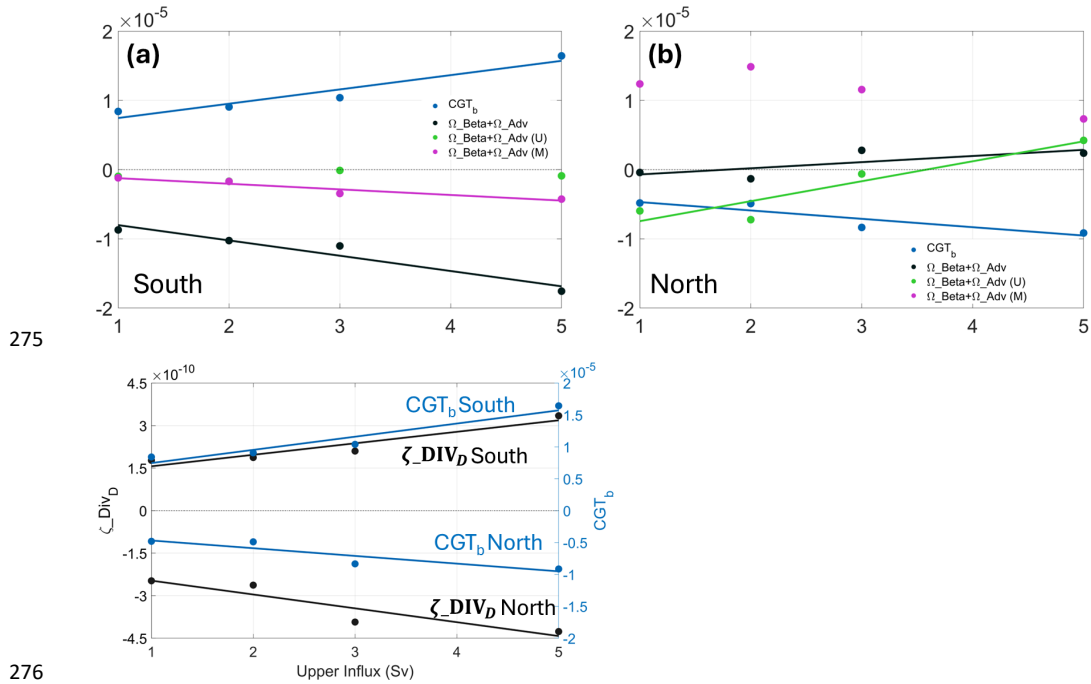 ×10⁻⁵
×10⁻⁵
2
(a)
2
(b)
1
CGT_b
Ω_Beta+Ω_Adv
Ω_Beta+Ω_Adv (U)
Ω_Beta+Ω_Adv (M)
1
0
0
-1
South
-1
CGT_b
Ω_Beta+Ω_Adv
Ω_Beta+Ω_Adv (U)
Ω_Beta+Ω_Adv (M)
North
-2
-2
1 2 3 4 5
1 2 3 4 5
275
×10⁻¹⁰
×10⁻⁵
4.5
2
CGT_b South
3
1.5
ζ_DIV_D South
1.5
1
0.5
ζ_Div_D
0
0
CGT_b
CGT_b North
-1.5
-0.5
-3
-1
ζ_DIV_D North
-1.5
-4.5
-2
1 2 3 4 5
Upper Influx (Sv)
276